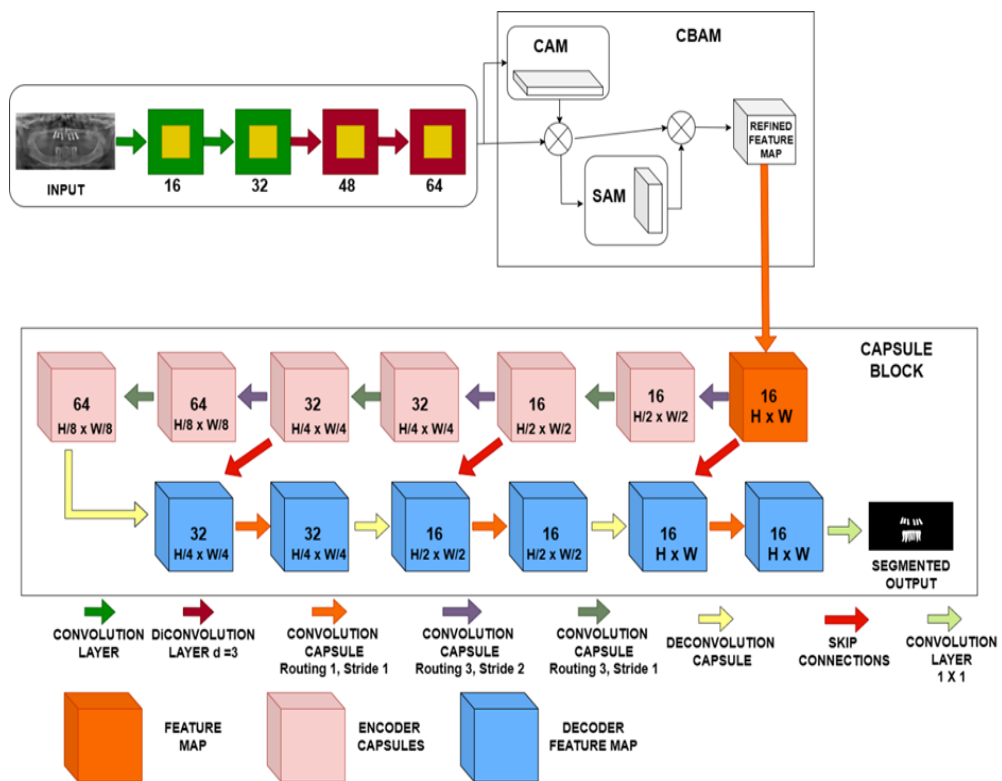 CBAM
CAM
SAM
REFINED
FEATURE
MAP
INPUT
16
32
48
64
CAPSULE
BLOCK
64
H/8 x W/8
64
H/8 x W/8
32
H/4 x W/4
32
H/4 x W/4
16
H/2 x W/2
16
H/2 x W/2
16
H x W
32
H/4 x W/4
32
H/4 x W/4
16
H/2 x W/2
16
H/2 x W/2
16
H x W
16
H x W
SEGMENTED
OUTPUT
CONVOLUTION
LAYER
DiCONVOLUTION
LAYER d =3
CONVOLUTION
CAPSULE
Routing 1, Stride 1
CONVOLUTION
CAPSULE
Routing 3, Stride 2
CONVOLUTION
CAPSULE
Routing 3, Stride 1
DECONVOLUTION
CAPSULE
SKIP
CONNECTIONS
CONVOLUTION
LAYER
1 X 1
FEATURE
MAP
ENCODER
CAPSULES
DECODER
FEATURE MAP